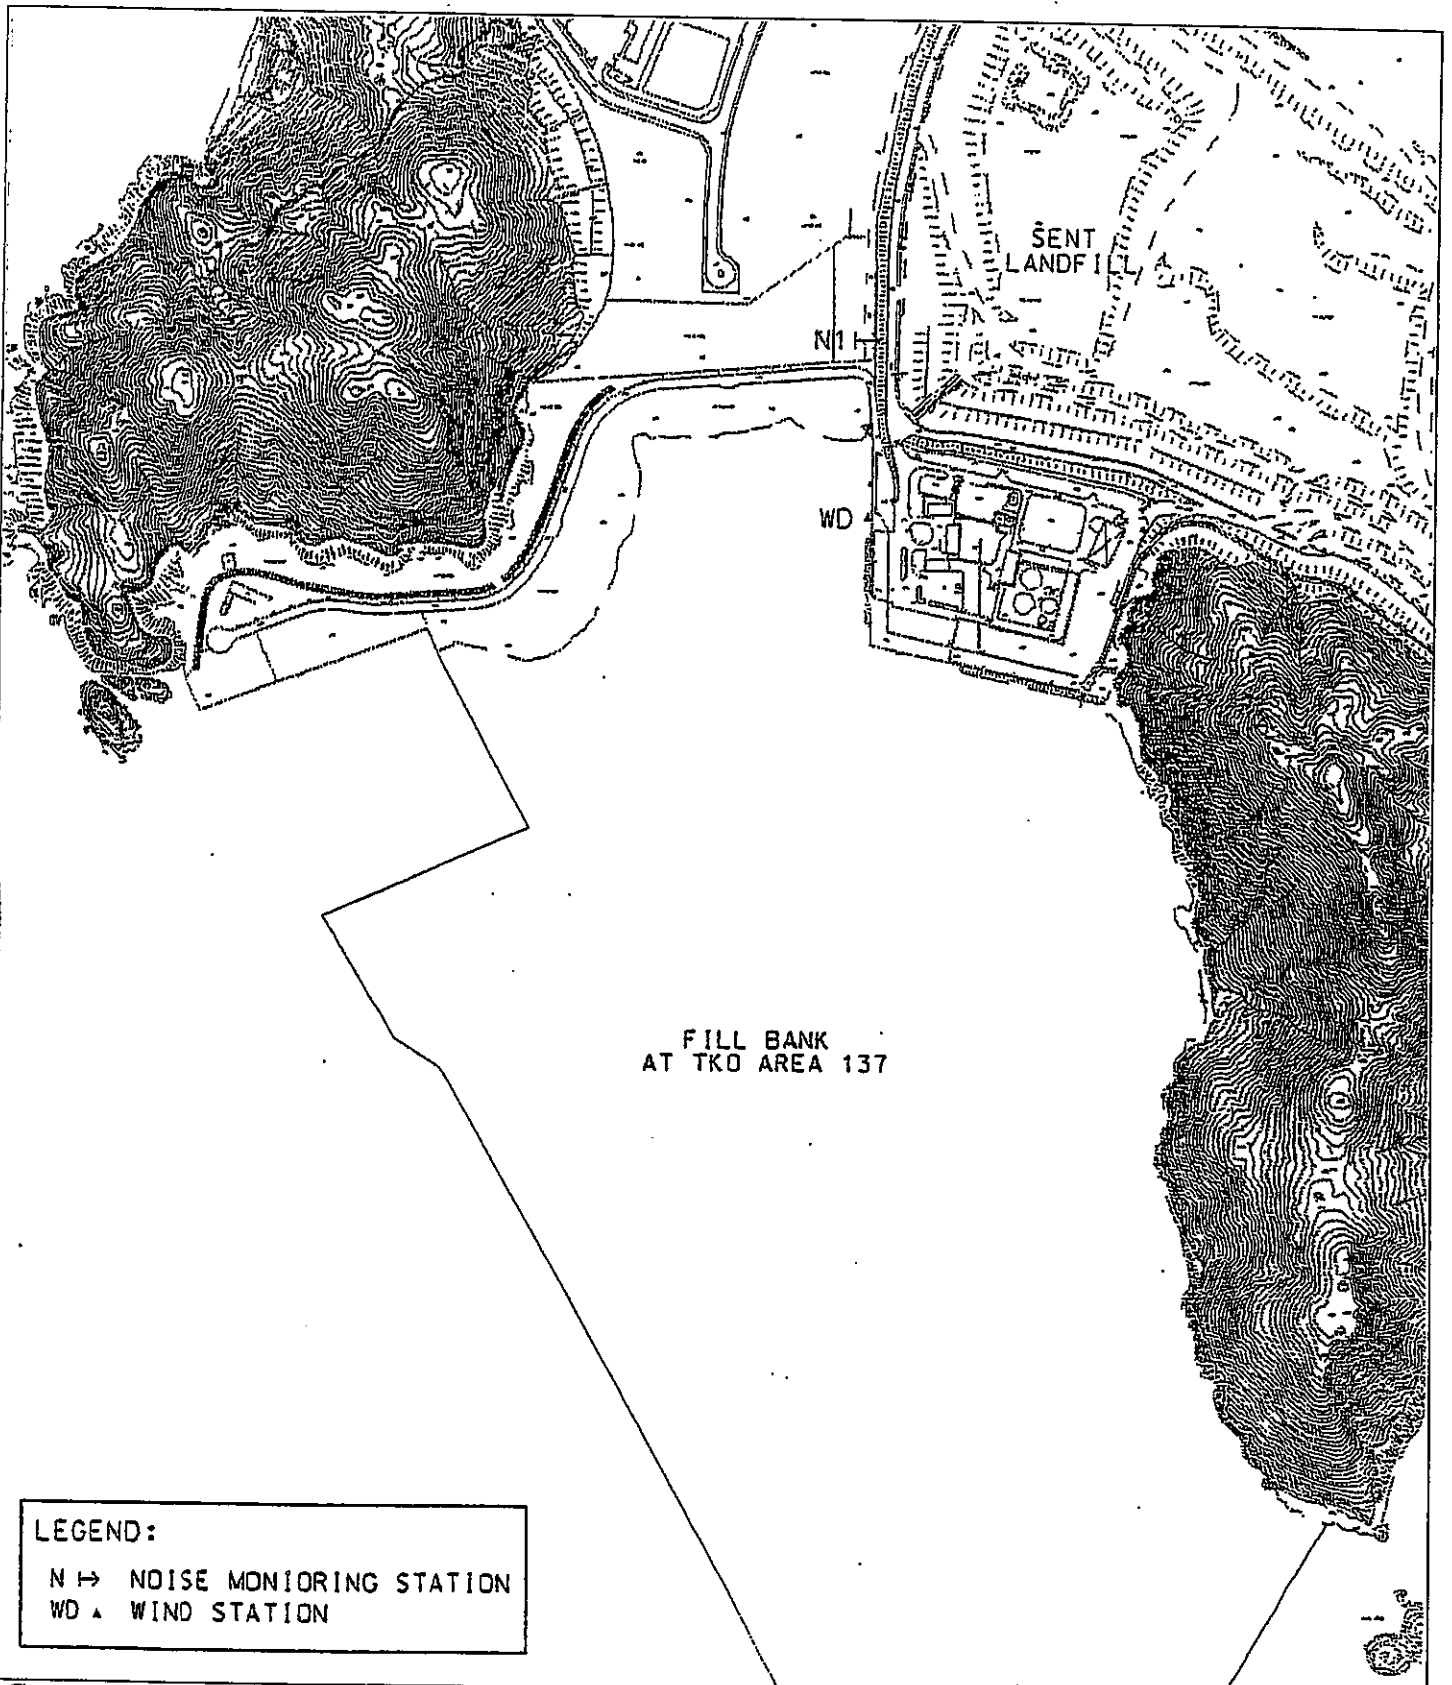 SENT
LANDFILL
N1
WD
FILL BANK
AT TKO AREA 137
LEGEND:
N NOISE MONIORING STATION
WD WIND STATION